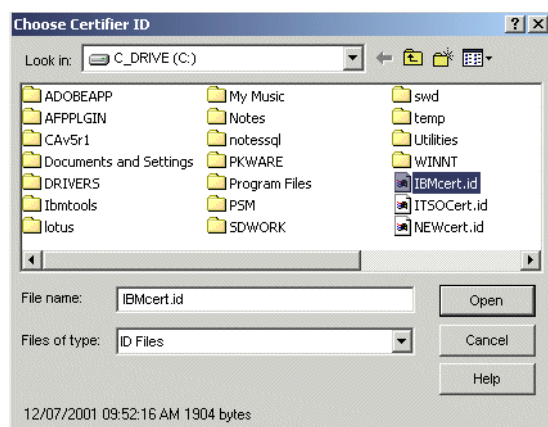 Choose Certifier ID
Look in: C_DRIVE (C:)
ADOBEAPP My Music swd
AFPPLGIN Notes temp
CAv5r1 notessql Utilities
Documents and Settings PKWARE WINNT
DRIVERS Program Files IBMcert.id
Ibmtools PSM ITSOCert.id
lotus SDWORK NEWcert.id
File name: IBMcert.id Open
Files of type: ID Files Cancel
Help
12/07/2001 09:52:16 AM 1904 bytes